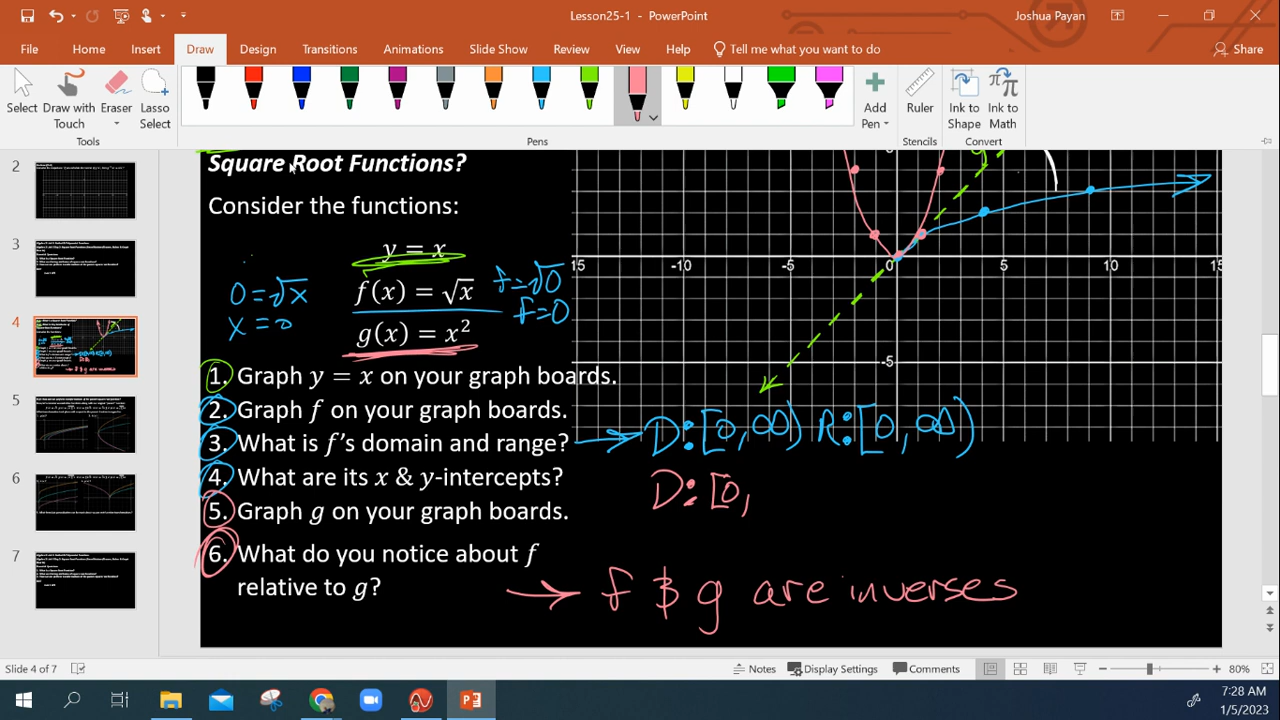 Lesson25-1 - PowerPoint
Joshua Payan
File Home Insert Draw Design Transitions Animations Slide Show Review View Help Tell me what you want to do Share
Select Draw with Touch Eraser Lasso Select Add Pen Ruler Ink to Shape Ink to Math
Tools Pens Stencils Convert
2
3
4
5
6
7
Square Root Functions?
Consider the functions:
y = x
0 = √x f(x) = √x f = √0
x = 0 g(x) = x² f = 0
1. Graph y = x on your graph boards.
2. Graph f on your graph boards.
3. What is f's domain and range?
4. What are its x & y-intercepts?
5. Graph g on your graph boards.
6. What do you notice about f
relative to g?
15 -10 -5 0 5 10 15
-5
D: [0, ∞) R: [0, ∞)
D: [0,
f & g are inverses
Slide 4 of 7 Notes Display Settings Comments 80%
7:28 AM
1/5/2023